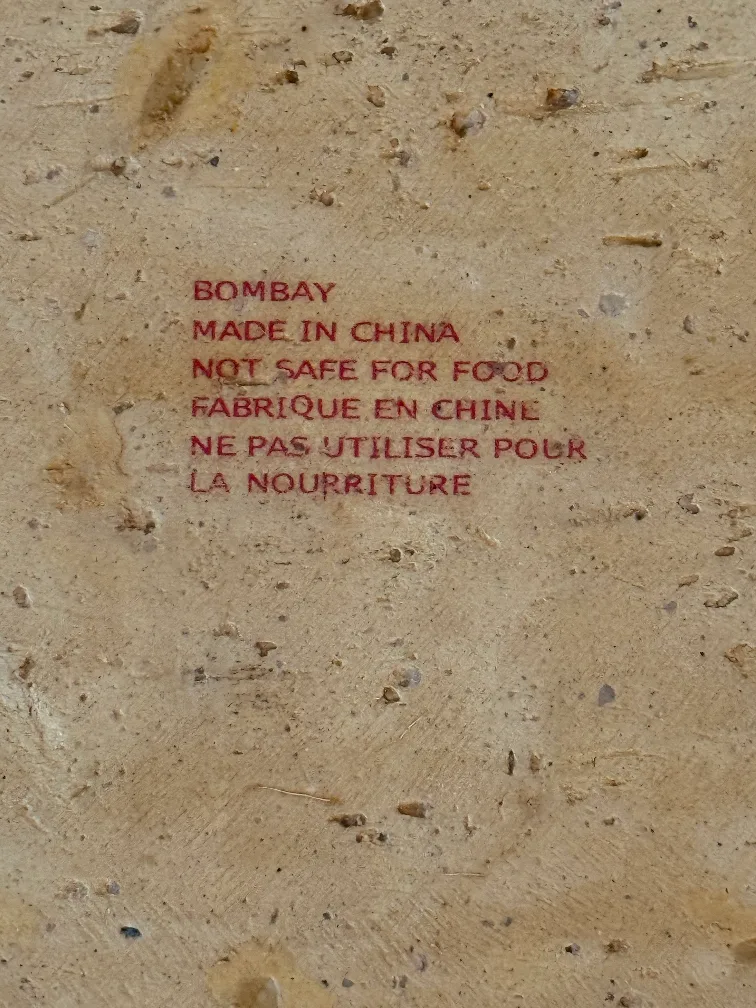 BOMBAY
MADE IN CHINA
NOT SAFE FOR FOOD
FABRIQUE EN CHINE
NE PAS UTILISER POUR
LA NOURRITURE